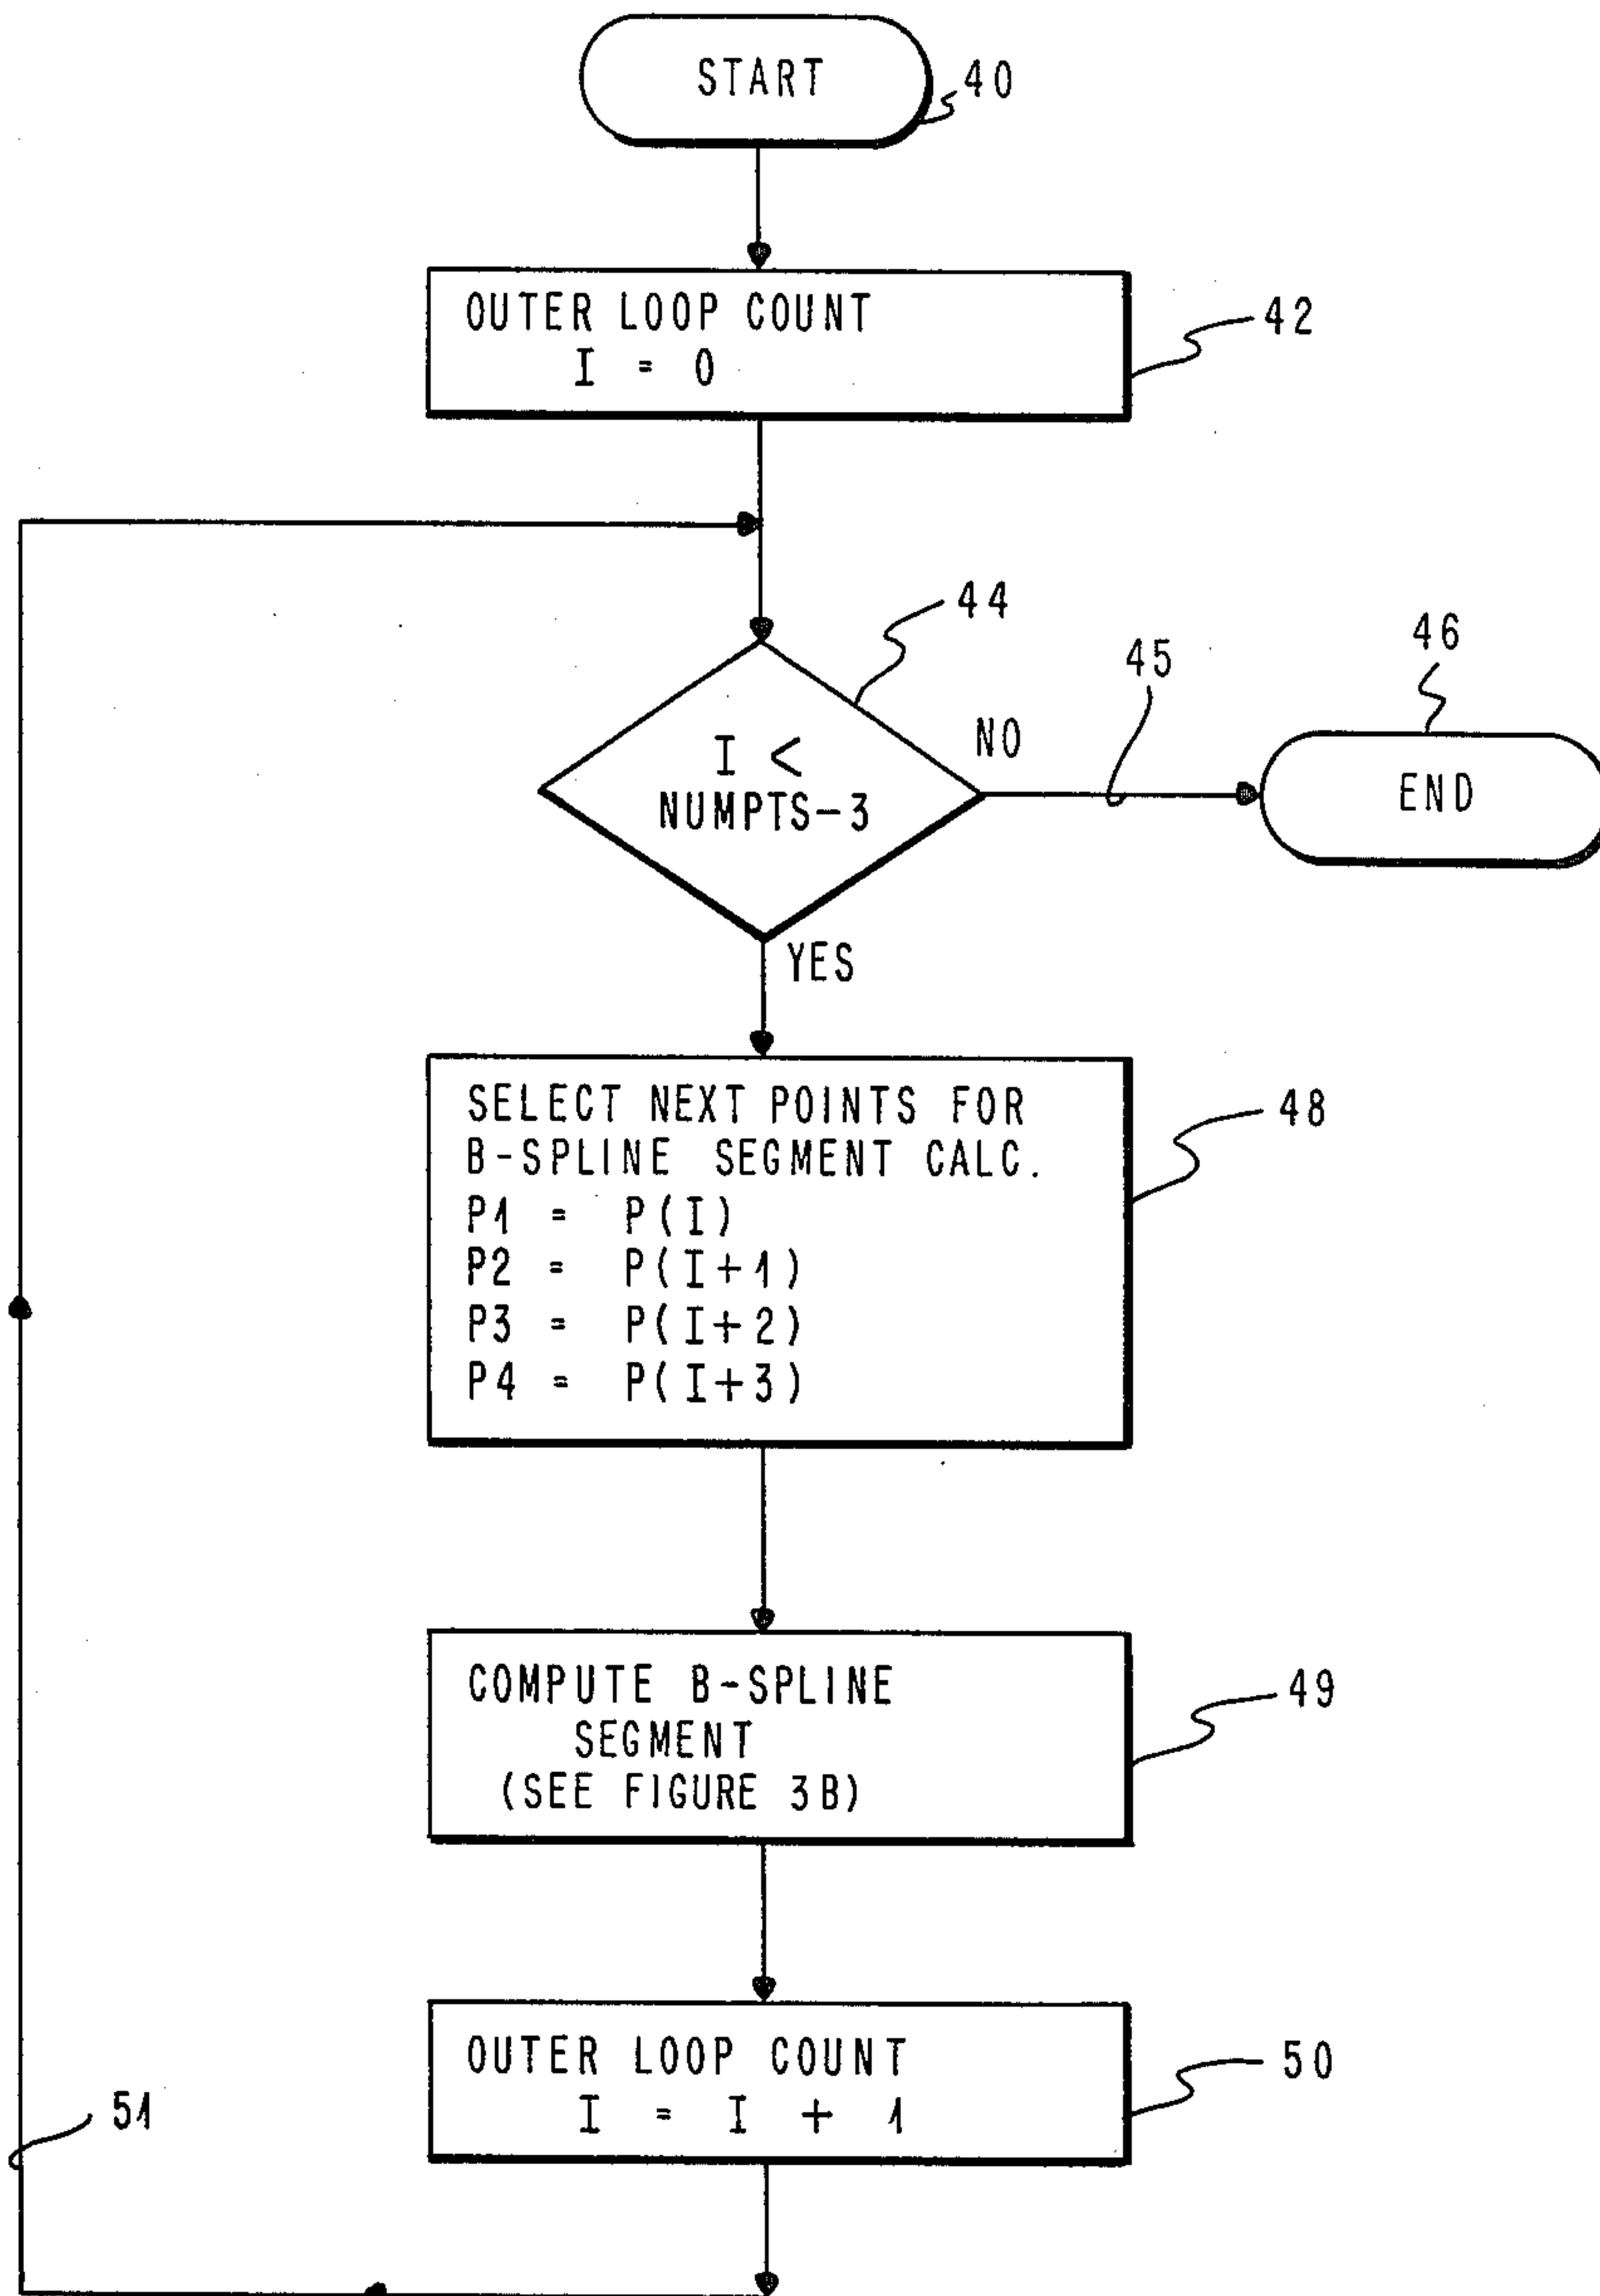 START
40
OUTER LOOP COUNT
I = 0
42
44
45
46
I <
NUMPTS-3
NO
END
YES
SELECT NEXT POINTS FOR
B-SPLINE SEGMENT CALC.
P1 = P(I)
P2 = P(I+1)
P3 = P(I+2)
P4 = P(I+3)
48
COMPUTE B-SPLINE
SEGMENT
(SEE FIGURE 3B)
49
OUTER LOOP COUNT
I = I + 1
50
51